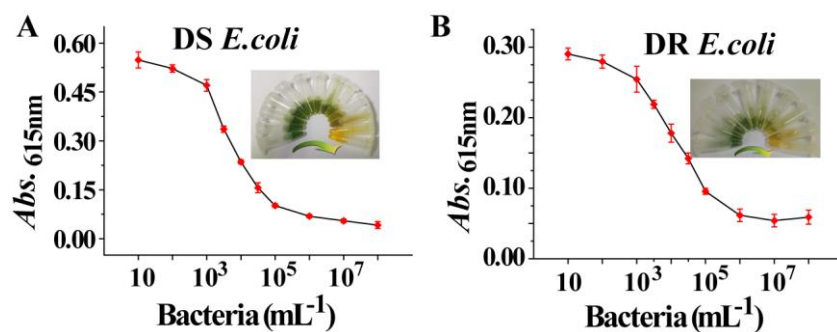 A
DS E.coli
0.60
0.45
0.30
0.15
0.00
Abs. 615nm
10 10³ 10⁵ 10⁷
Bacteria (mL⁻¹)
B
DR E.coli
0.30
0.20
0.10
0.00
Abs. 615nm
10 10³ 10⁵ 10⁷
Bacteria (mL⁻¹)